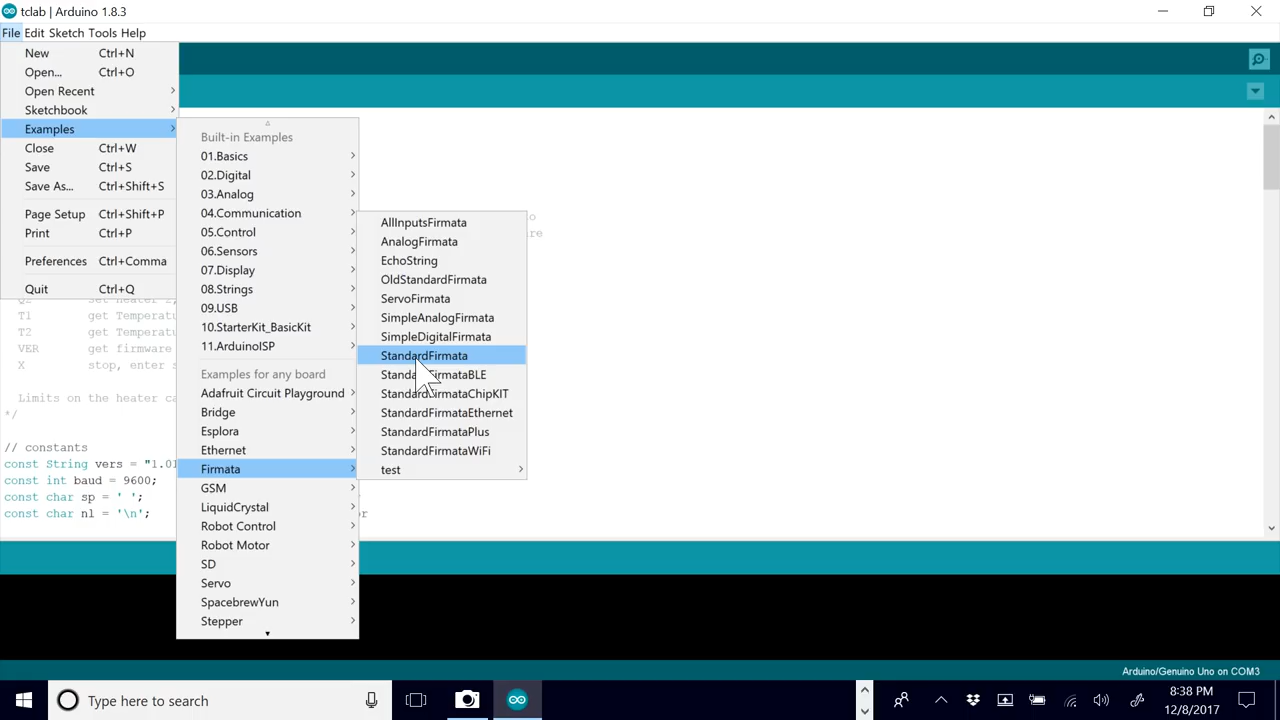 tclab | Arduino 1.8.3
File Edit Sketch Tools Help
New Ctrl+N
Open... Ctrl+O
Open Recent
Sketchbook
Examples
Close Ctrl+W
Save Ctrl+S
Save As... Ctrl+Shift+S
Page Setup Ctrl+Shift+P
Print Ctrl+P
Preferences Ctrl+Comma
Quit Ctrl+Q
Built-in Examples
01.Basics
02.Digital
03.Analog
04.Communication
05.Control
06.Sensors
07.Display
08.Strings
09.USB
10.StarterKit_BasicKit
11.ArduinoISP
Examples for any board
Adafruit Circuit Playground
Bridge
Esplora
Ethernet
Firmata
GSM
LiquidCrystal
Robot Control
Robot Motor
SD
Servo
SpacebrewYun
Stepper
AllInputsFirmata
AnalogFirmata
EchoString
OldStandardFirmata
ServoFirmata
SimpleAnalogFirmata
SimpleDigitalFirmata
StandardFirmata
StandardFirmataBLE
StandardFirmataChipKIT
StandardFirmataEthernet
StandardFirmataPlus
StandardFirmataWiFi
test
set heater 2,
T1 get Temperatu
T2 get Temperatu
VER get firmware
X stop, enter s
Limits on the heater ca
*/
// constants
const String vers = "1.01
const int baud = 9600;
const char sp = ' ';
const char nl = '\n';
Arduino/Genuino Uno on COM3
Type here to search
8:38 PM
12/8/2017